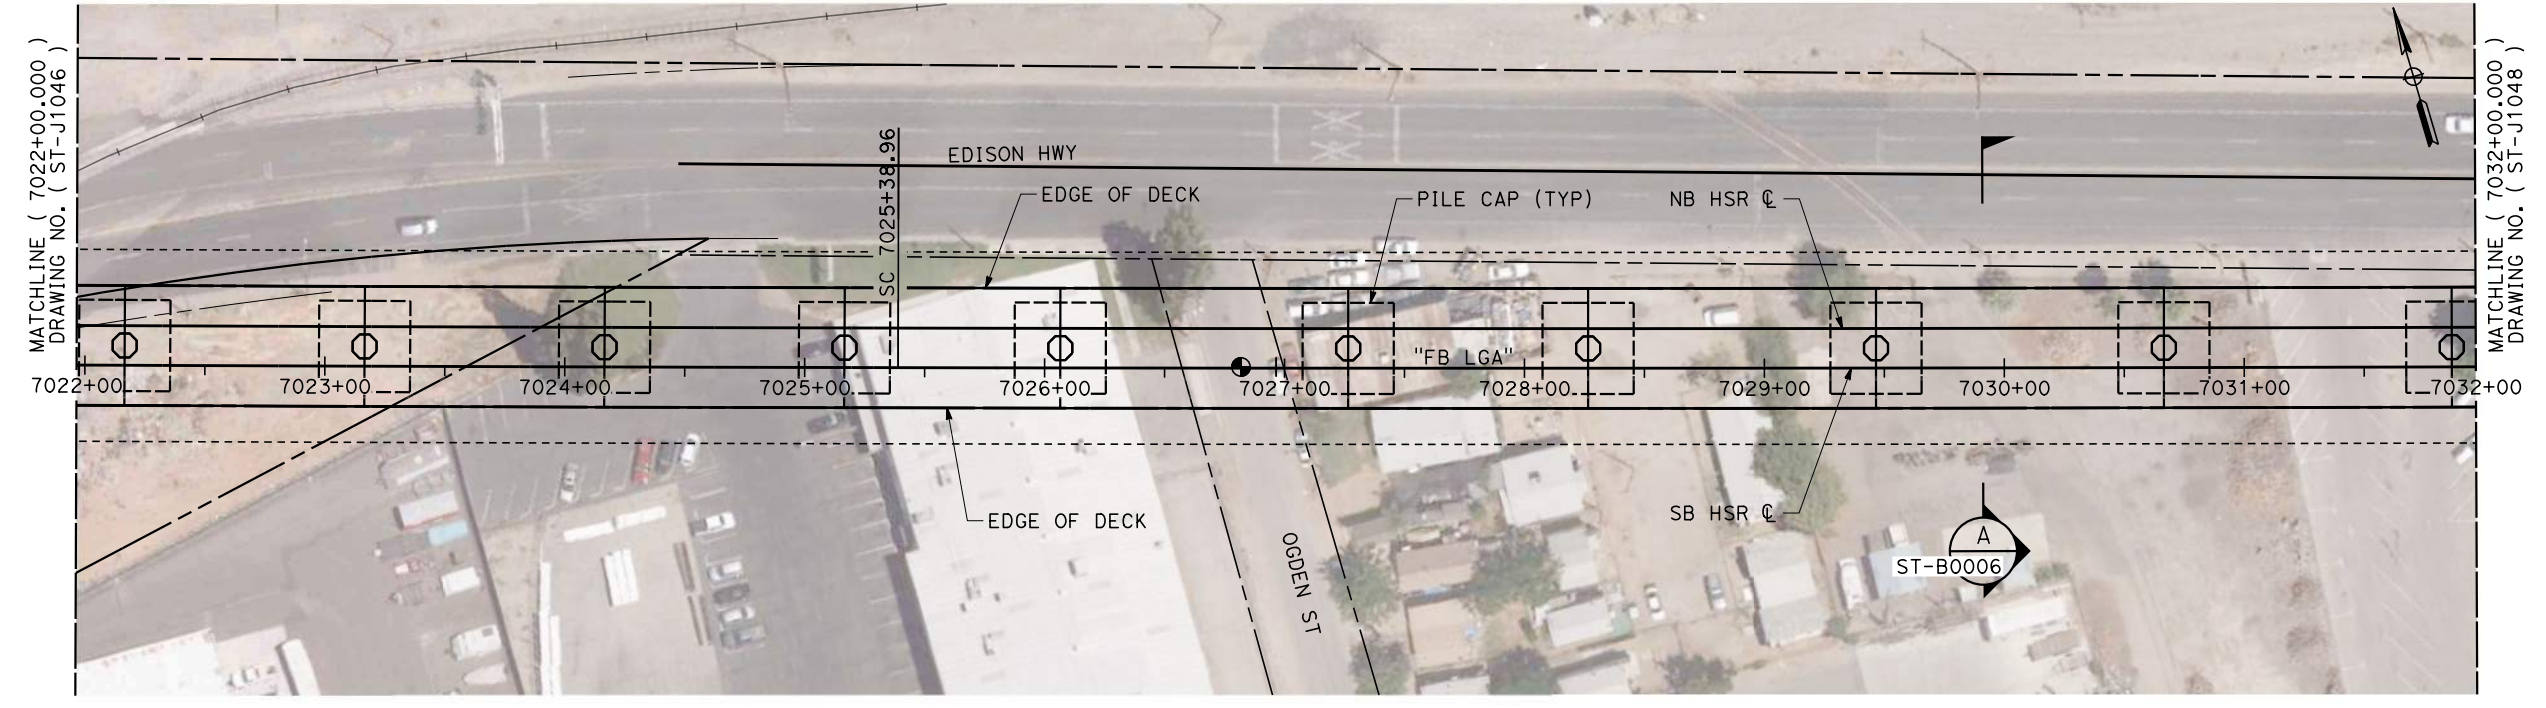 MATCHLINE ( 7022+00.000 )
DRAWING NO. ( ST-J1046 )
SC 7025+38.96
EDISON HWY
EDGE OF DECK
PILE CAP (TYP)
NB HSR ℄
"FB LGA"
7022+00
7023+00
7024+00
7025+00
7026+00
7027+00
7028+00
7029+00
7030+00
7031+00
7032+00
EDGE OF DECK
SB HSR ℄
OGDEN ST
A
ST-B0006
MATCHLINE ( 7032+00.000 )
DRAWING NO. ( ST-J1048 )